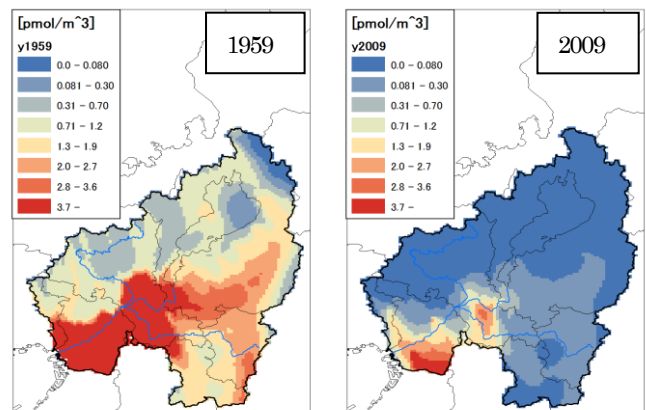 [pmol/m^3]
y1959
0.0 - 0.080
0.081 - 0.30
0.31 - 0.70
0.71 - 1.2
1.3 - 1.9
2.0 - 2.7
2.8 - 3.6
3.7 -
1959
[pmol/m^3]
y2009
0.0 - 0.080
0.081 - 0.30
0.31 - 0.70
0.71 - 1.2
1.3 - 1.9
2.0 - 2.7
2.8 - 3.6
3.7 -
2009